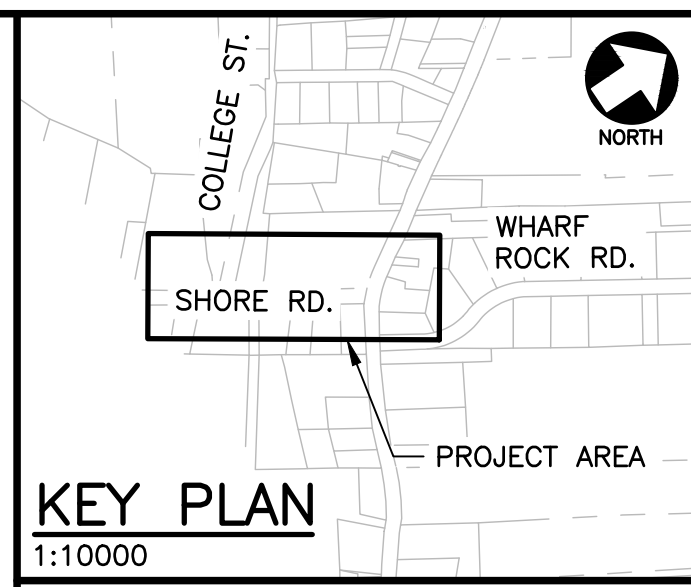 COLLEGE ST.
NORTH
WHARF
ROCK RD.
SHORE RD.
PROJECT AREA
KEY PLAN
1:10000